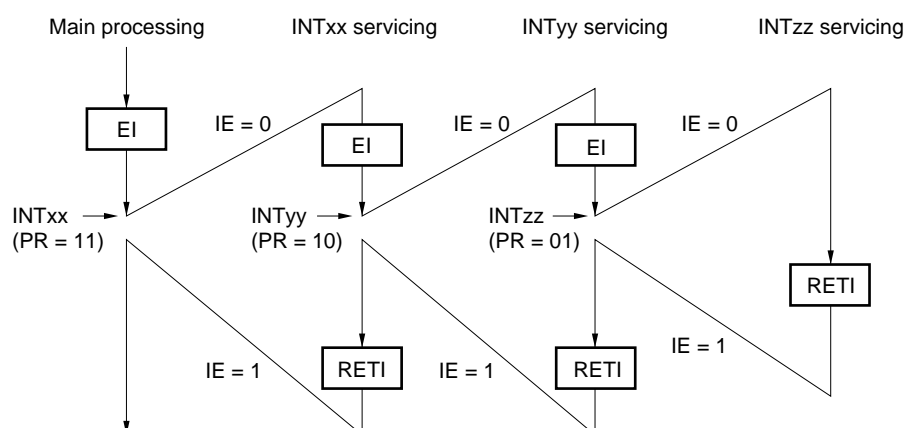 Main processing
INTxx servicing
INTyy servicing
INTzz servicing
EI
IE = 0
EI
IE = 0
EI
IE = 0
INTxx
(PR = 11)
INTyy
(PR = 10)
INTzz
(PR = 01)
RETI
IE = 1
RETI
IE = 1
RETI
IE = 1